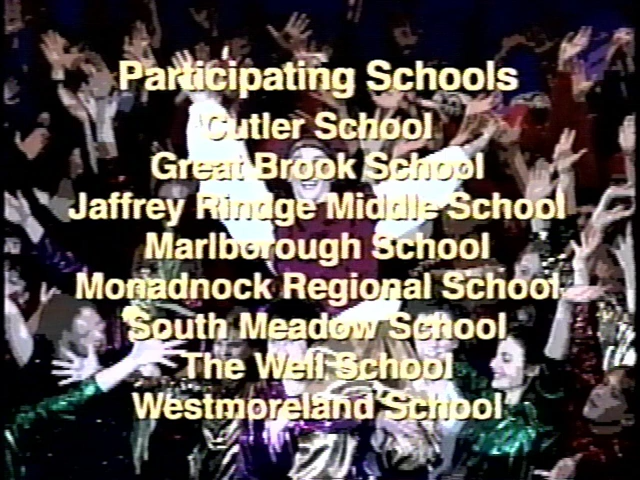 Participating Schools
Cutler School
Great Brook School
Jaffrey Rindge Middle School
Marlborough School
Monadnock Regional School
South Meadow School
The Well School
Westmoreland School